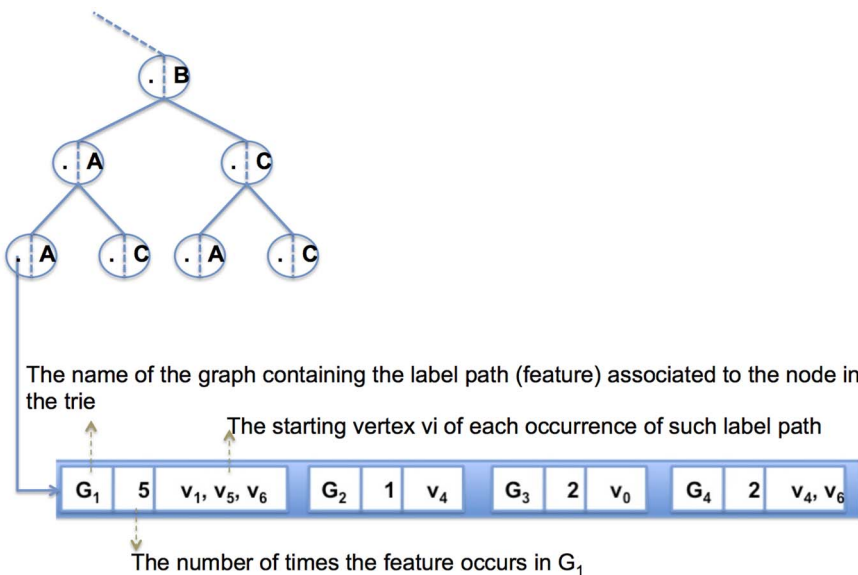 . B
. A . C
. A . C . A . C
The name of the graph containing the label path (feature) associated to the node in
the trie
The starting vertex vi of each occurrence of such label path
G₁ 5 v₁, v₅, v₆ G₂ 1 v₄ G₃ 2 v₀ G₄ 2 v₄, v₆
The number of times the feature occurs in G₁